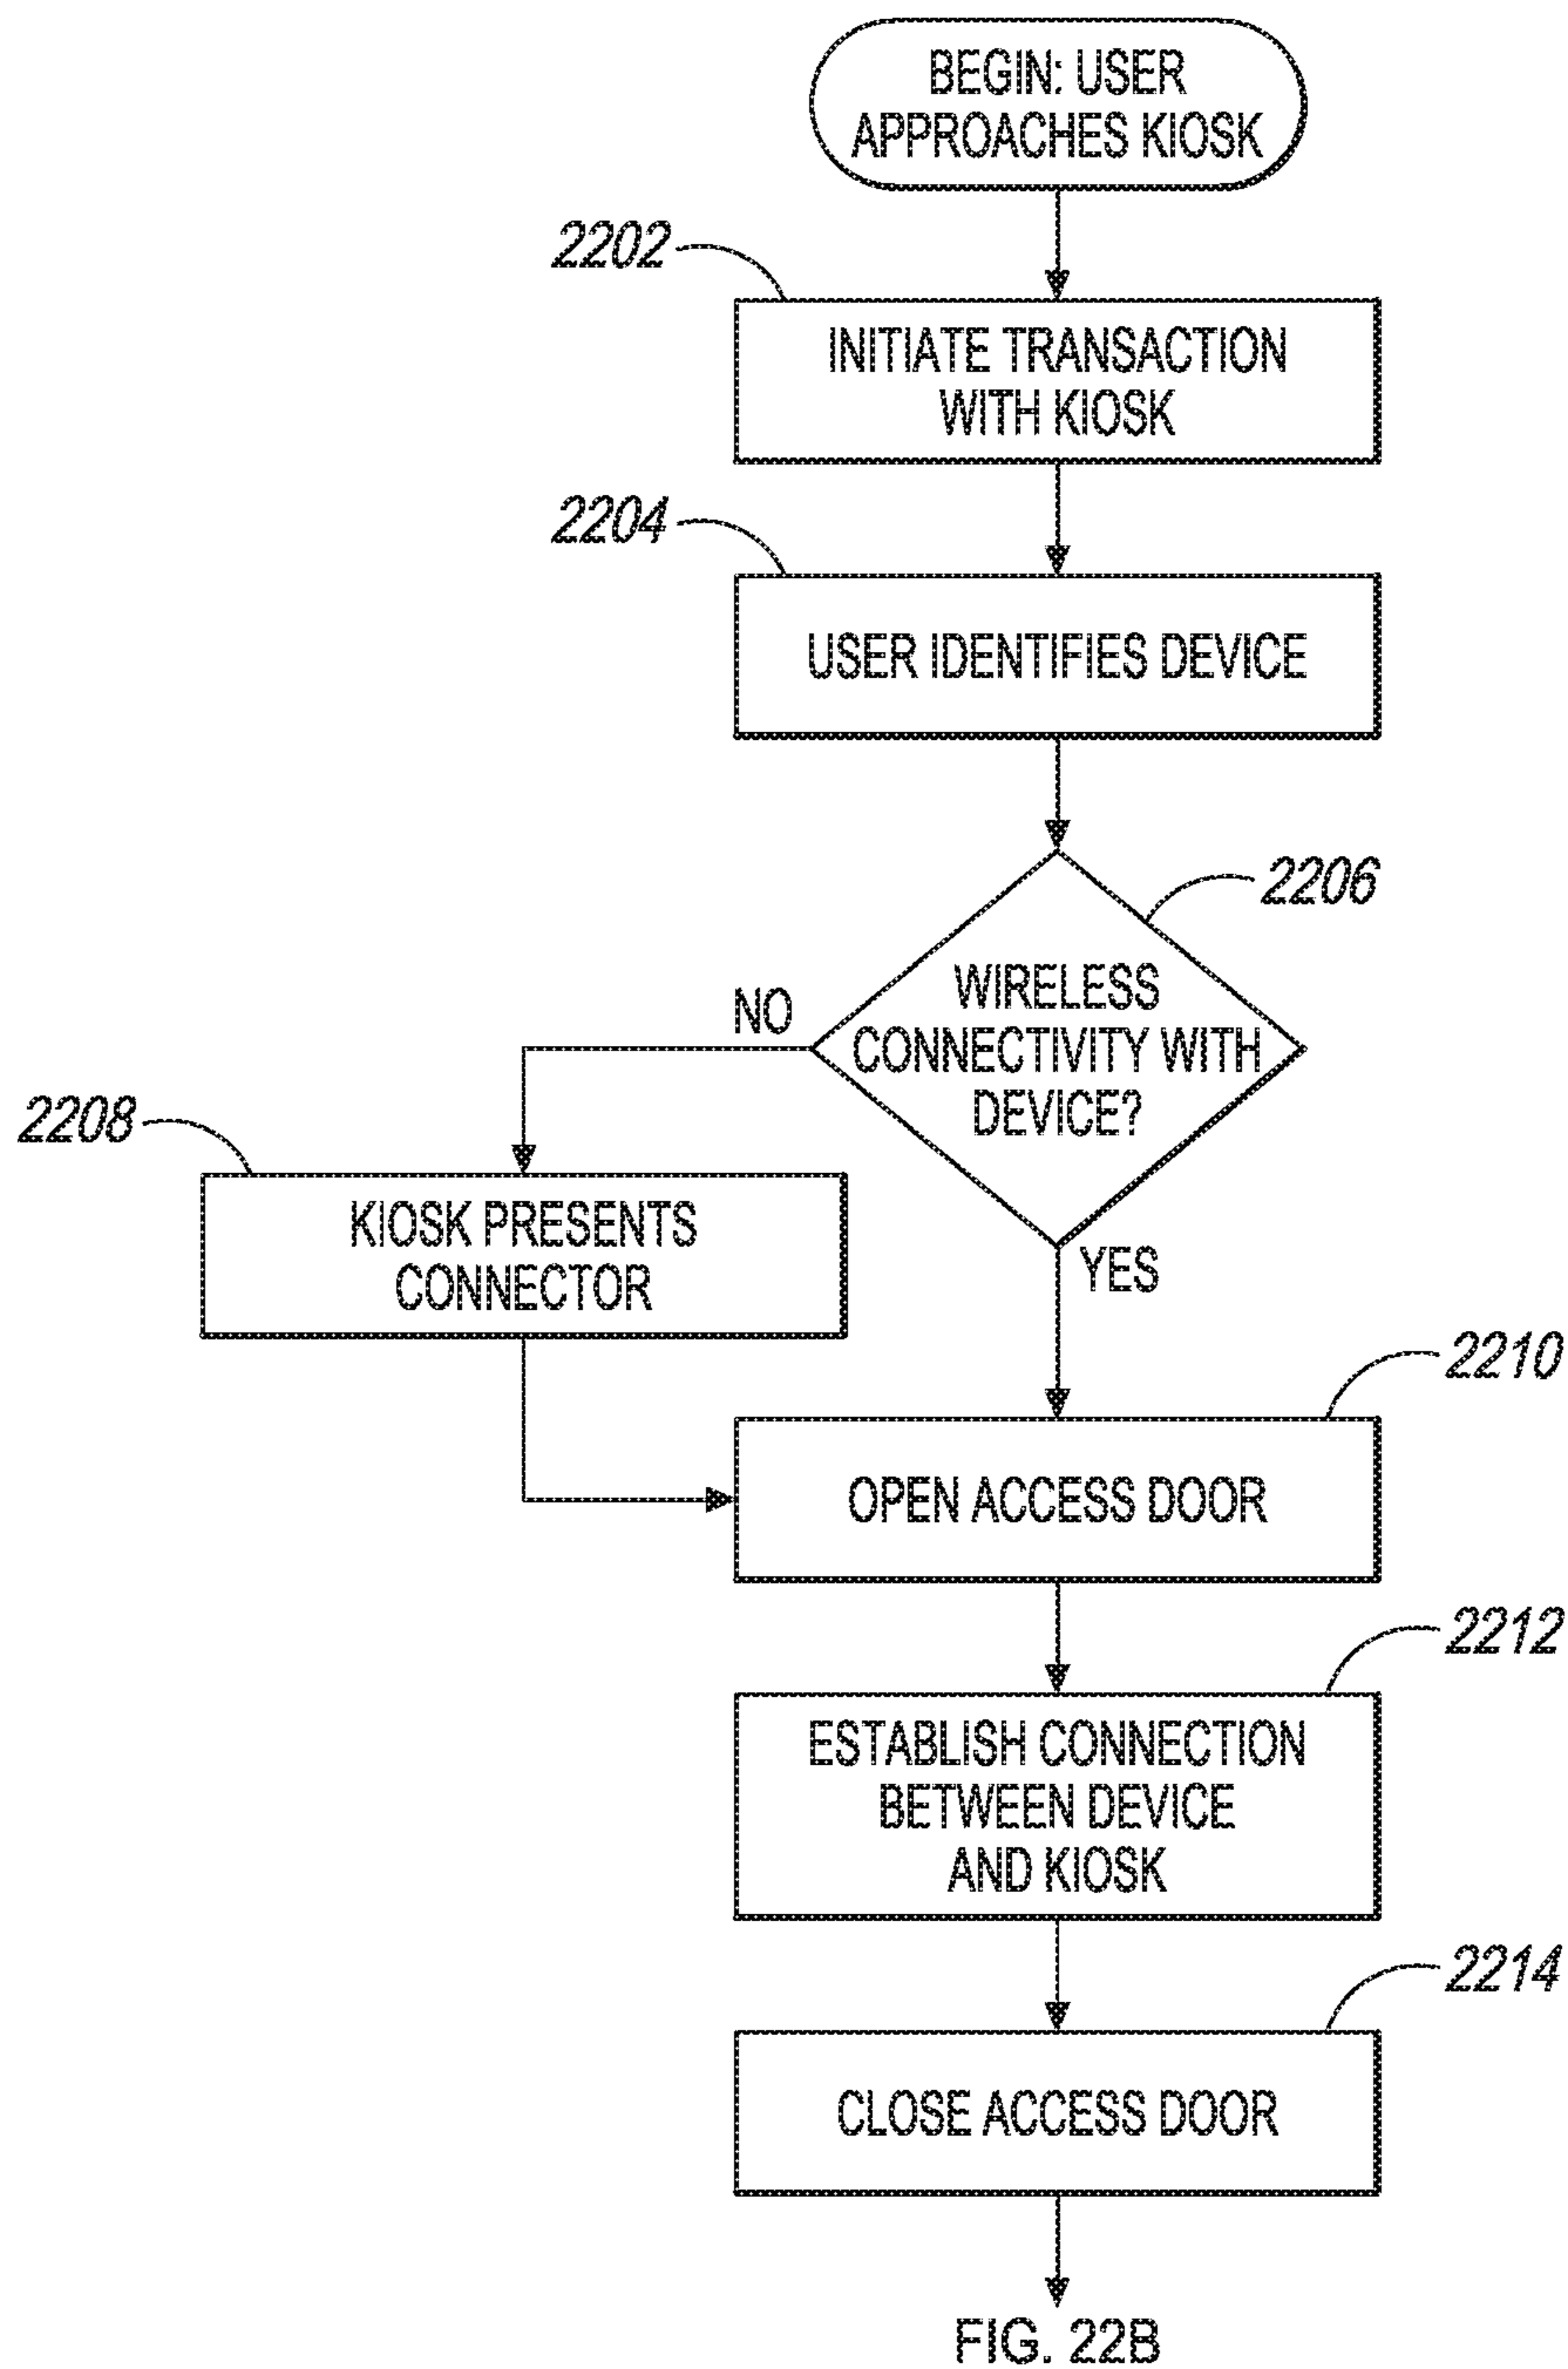 BEGIN: USER
APPROACHES KIOSK
2202
INITIATE TRANSACTION
WITH KIOSK
2204
USER IDENTIFIES DEVICE
2206
WIRELESS
CONNECTIVITY WITH
DEVICE?
NO
YES
2208
KIOSK PRESENTS
CONNECTOR
2210
OPEN ACCESS DOOR
2212
ESTABLISH CONNECTION
BETWEEN DEVICE
AND KIOSK
2214
CLOSE ACCESS DOOR
FIG. 22B